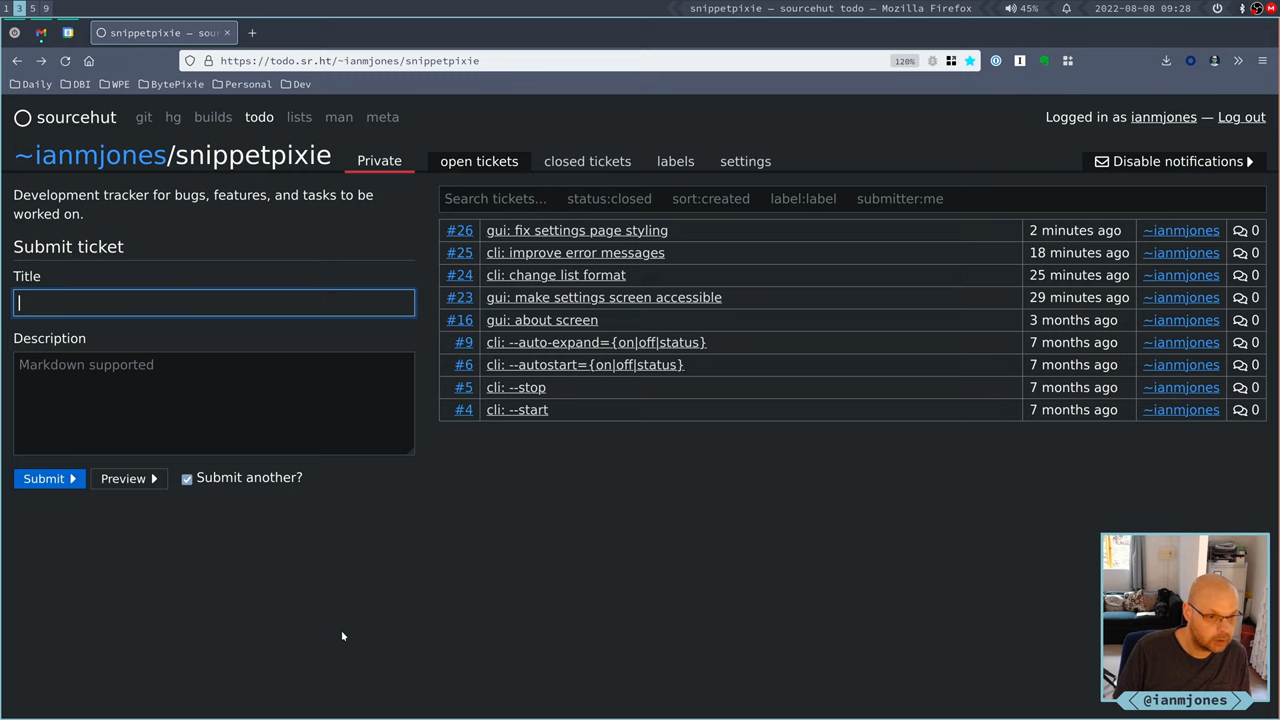 1 3 5 9
snippetpixie — sourcehut todo — Mozilla Firefox
45%
2022-08-08 09:28
snippetpixie — sour
https://todo.sr.ht/~ianmjones/snippetpixie
120%
Daily DBI WPE BytePixie Personal Dev
sourcehut git hg builds todo lists man meta
Logged in as ianmjones — Log out
~ianmjones/snippetpixie Private open tickets closed tickets labels settings
Disable notifications
Development tracker for bugs, features, and tasks to
be worked on.
Submit ticket
Title
Description
Markdown supported
Submit Preview Submit another?
Search tickets... status:closed sort:created label:label submitter:me
#26 gui: fix settings page styling 2 minutes ago ~ianmjones 0
#25 cli: improve error messages 18 minutes ago ~ianmjones 0
#24 cli: change list format 25 minutes ago ~ianmjones 0
#23 gui: make settings screen accessible 29 minutes ago ~ianmjones 0
#16 gui: about screen 3 months ago ~ianmjones 0
#9 cli: --auto-expand={on|off|status} 7 months ago ~ianmjones 0
#6 cli: --autostart={on|off|status} 7 months ago ~ianmjones 0
#5 cli: --stop 7 months ago ~ianmjones 0
#4 cli: --start 7 months ago ~ianmjones 0
@ianmjones